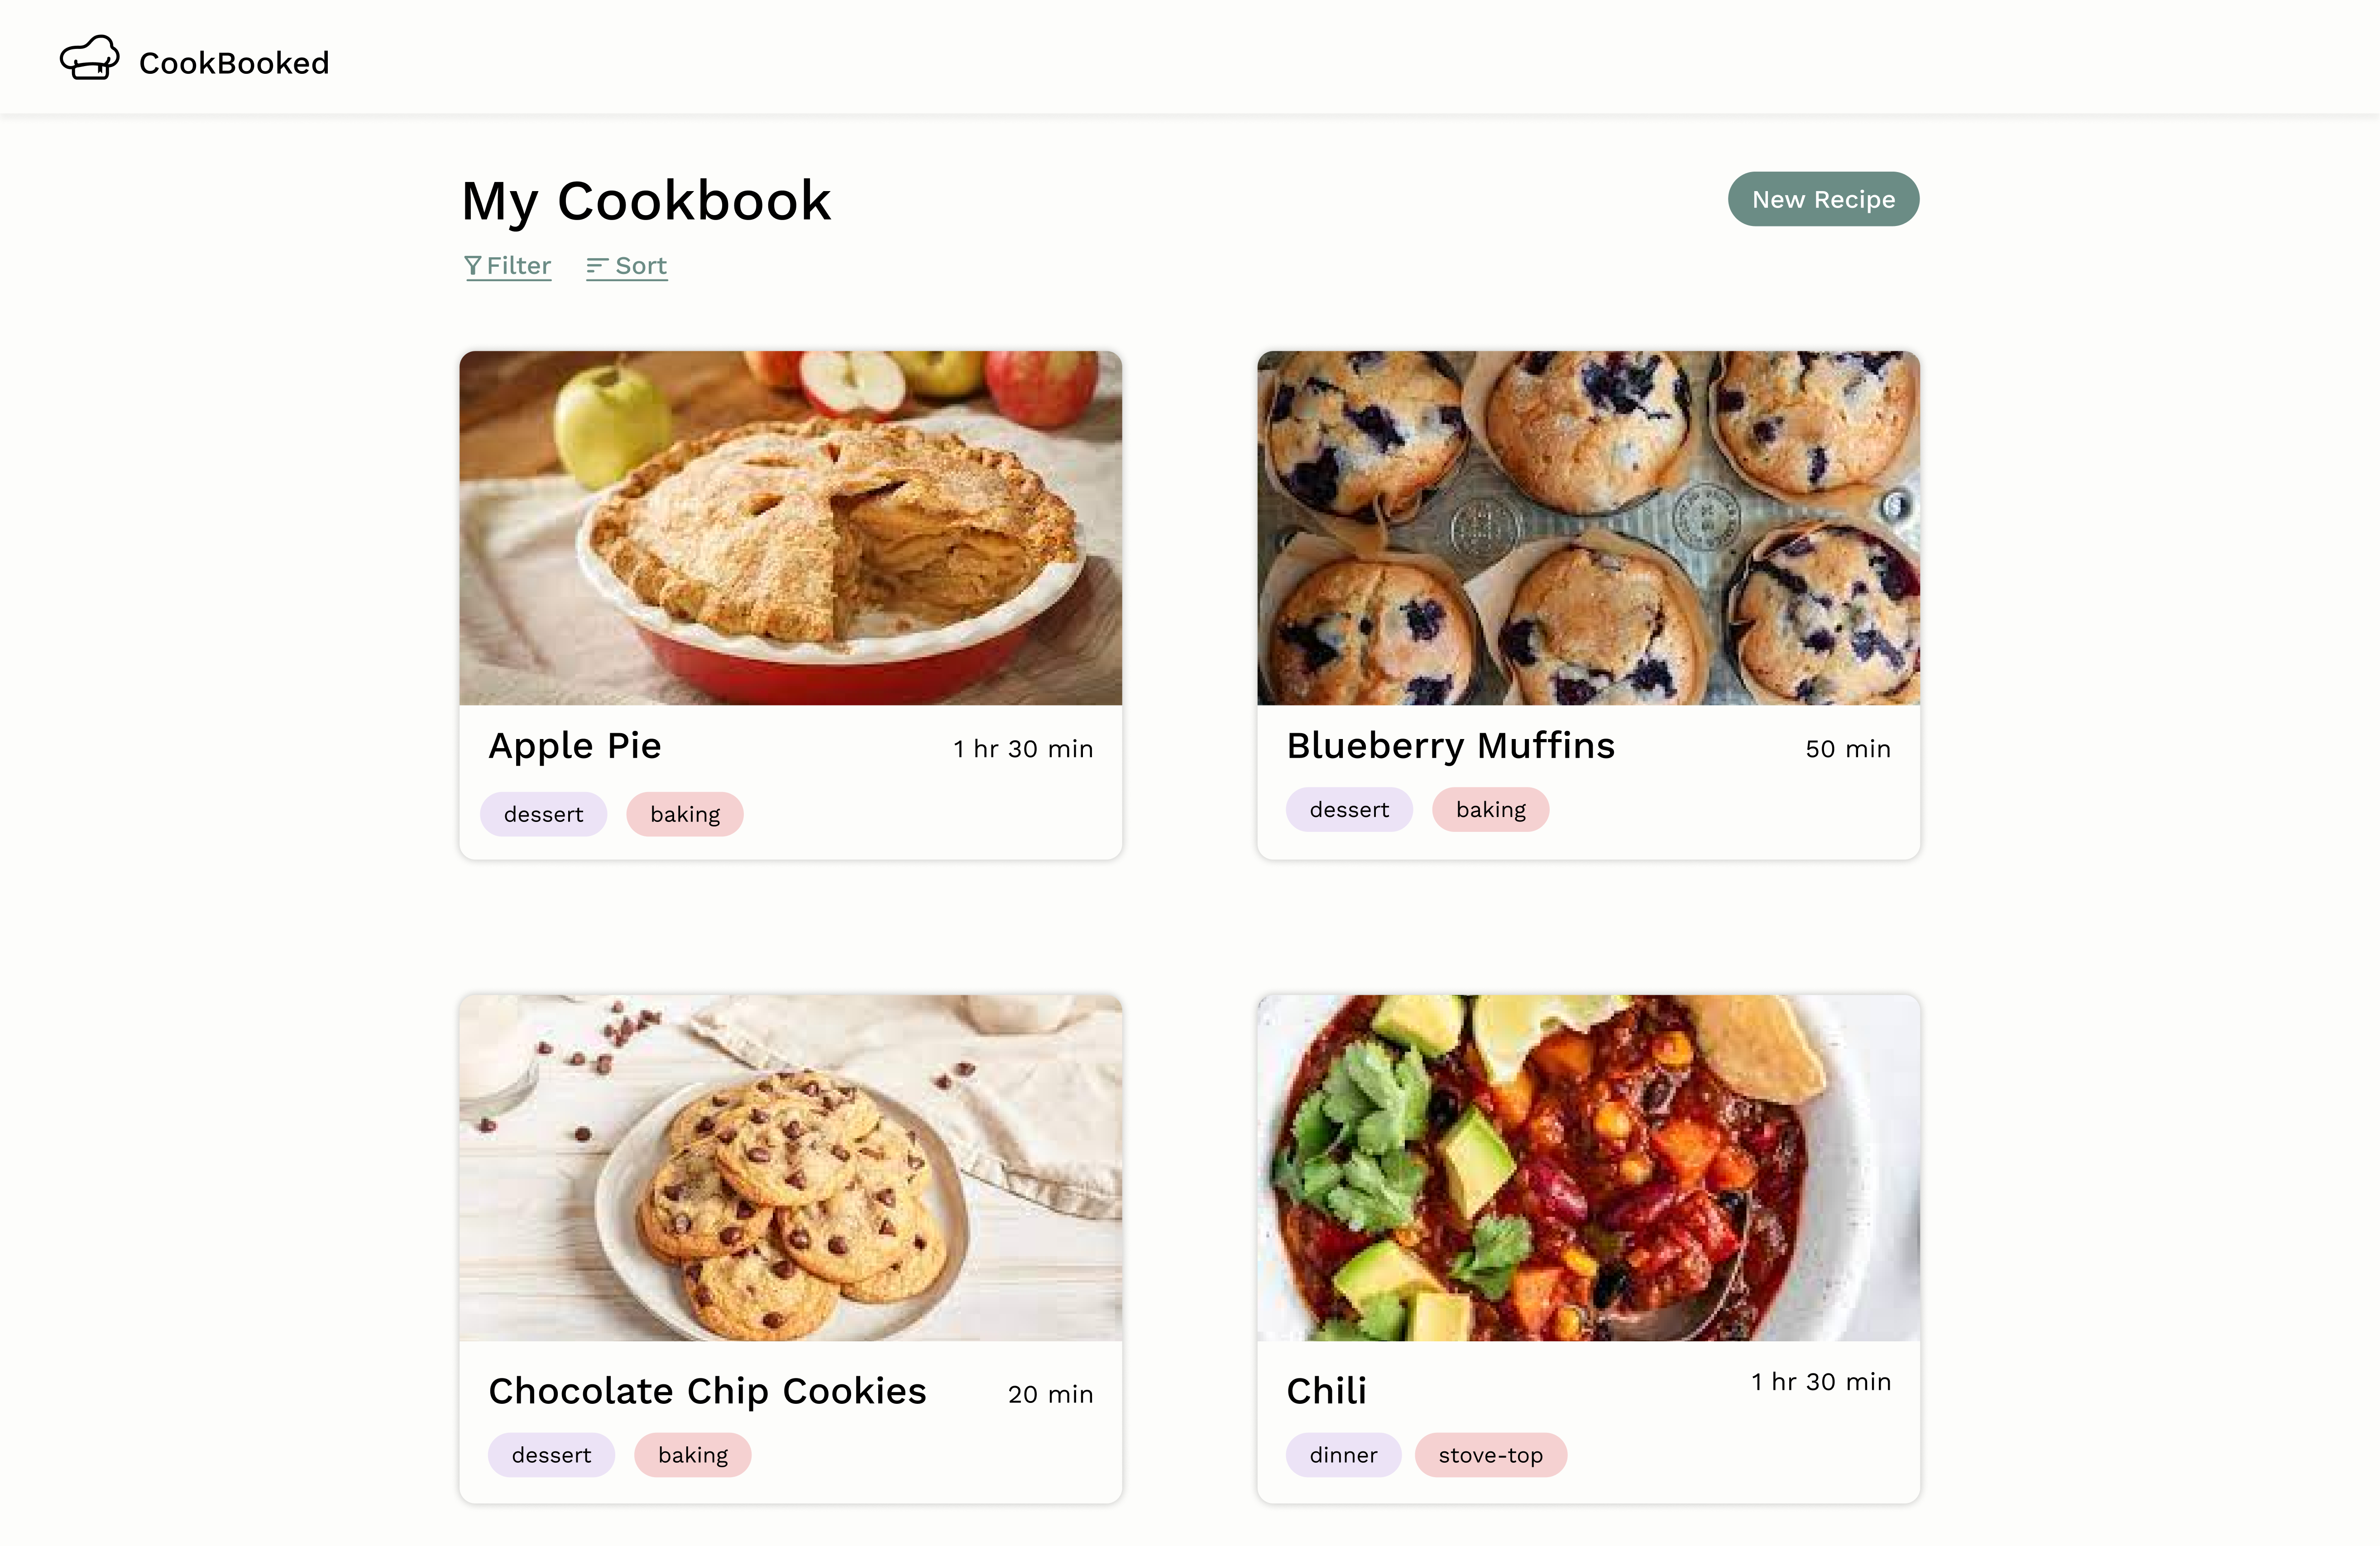 CookBooked
My Cookbook
New Recipe
Filter
Sort
Apple Pie
1 hr 30 min
dessert
baking
Blueberry Muffins
50 min
dessert
baking
Chocolate Chip Cookies
20 min
dessert
baking
Chili
1 hr 30 min
dinner
stove-top